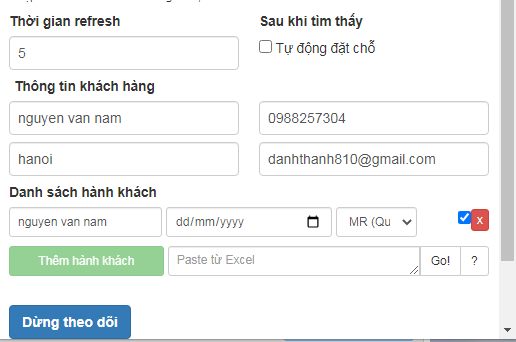 Thời gian refresh Sau khi tìm thấy
5 Tự động đặt chỗ
Thông tin khách hàng
nguyen van nam 0988257304
hanoi danhthanh810@gmail.com
Danh sách hành khách
nguyen van nam dd/mm/yyyy MR (Qu x
Thêm hành khách Paste từ Excel Go! ?
Dừng theo dõi